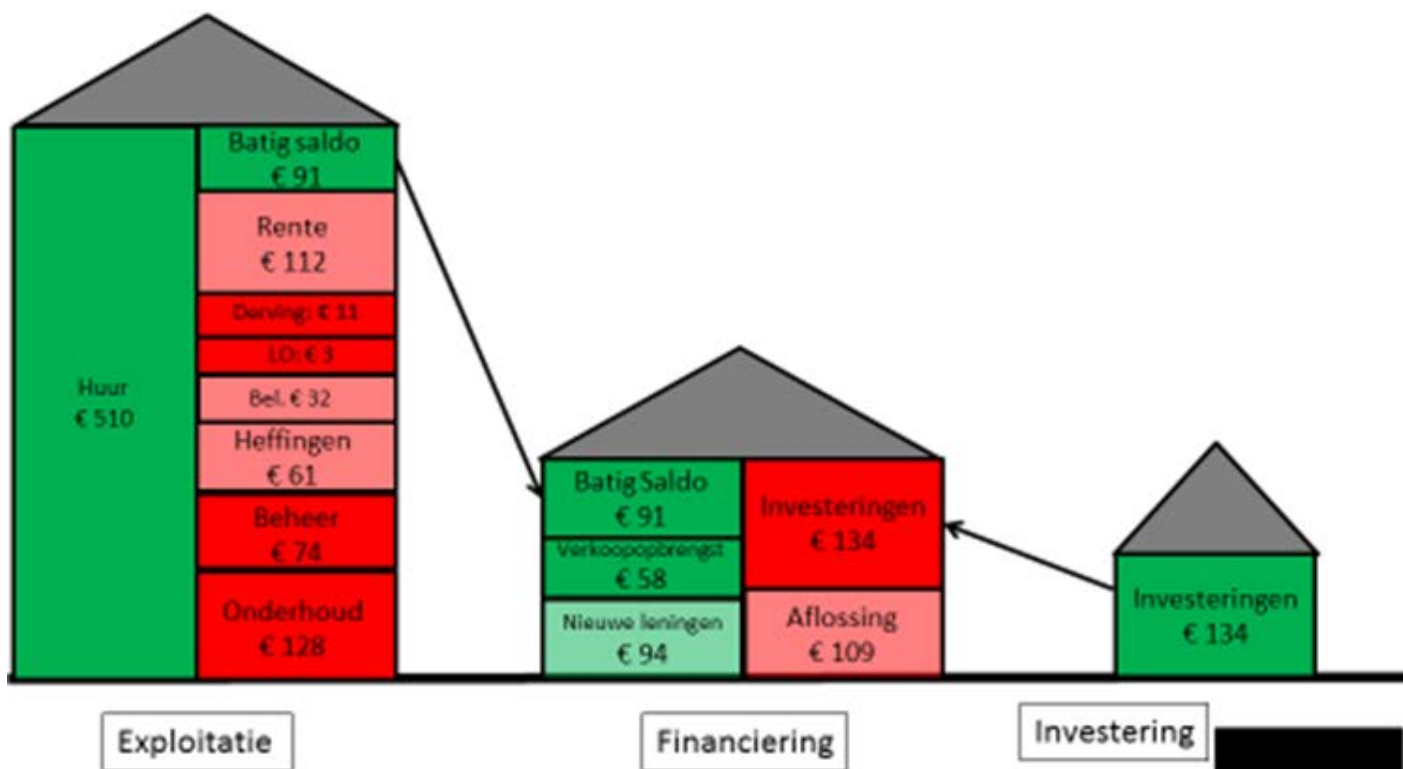 Batig saldo
€ 91
Rente
€ 112
Derving: € 11
LO: € 3
Huur
€ 510
Bel. € 32
Heffingen
€ 61
Beheer
€ 74
Onderhoud
€ 128
Batig Saldo
€ 91
Verkoopopbrengst
€ 58
Nieuwe leningen
€ 94
Investeringen
€ 134
Aflossing
€ 109
Investeringen
€ 134
Exploitatie
Financiering
Investering